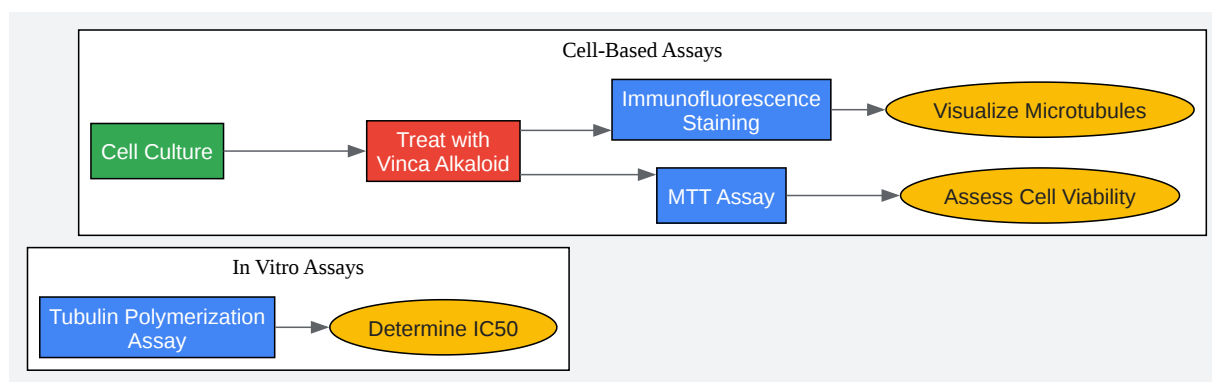 Cell-Based Assays
Cell Culture
Treat with
Vinca Alkaloid
Immunofluorescence
Staining
Visualize Microtubules
MTT Assay
Assess Cell Viability
In Vitro Assays
Tubulin Polymerization
Assay
Determine IC50